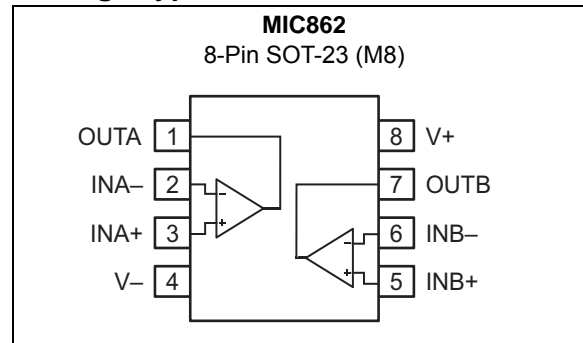 MIC862
8-Pin SOT-23 (M8)
OUTA 1
8 V+
INA– 2
7 OUTB
INA+ 3
6 INB–
V– 4
5 INB+
–
+
–
+